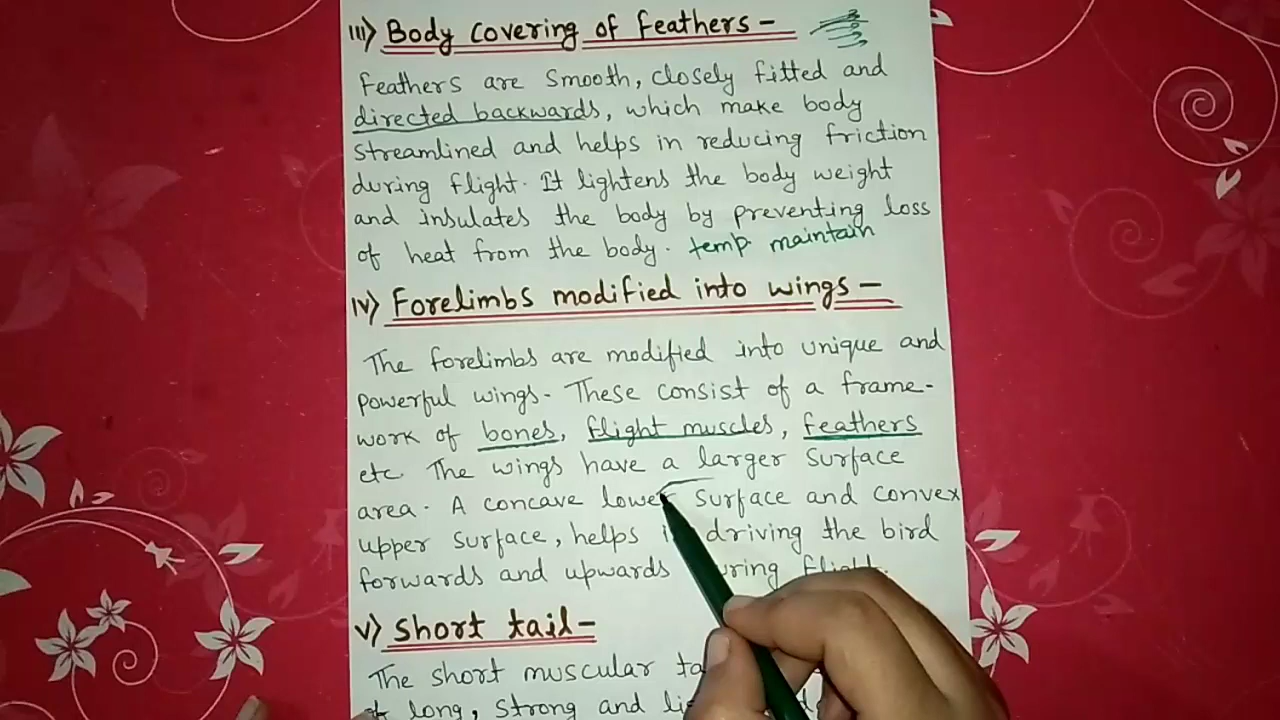 III) Body covering of feathers -
Feathers are smooth, closely fitted and
directed backwards, which make body
streamlined and helps in reducing friction
during flight. It lightens the body weight
and insulates the body by preventing loss
of heat from the body. temp. maintain
IV) Forelimbs modified into wings -
The forelimbs are modified into unique and
powerful wings. These consist of a frame-
work of bones, flight muscles, feathers
etc. The wings have a larger surface
area. A concave lower surface and convex
upper surface, helps driving the bird
forwards and upwards flight.
V) Short tail -
The short muscular
of long, strong and